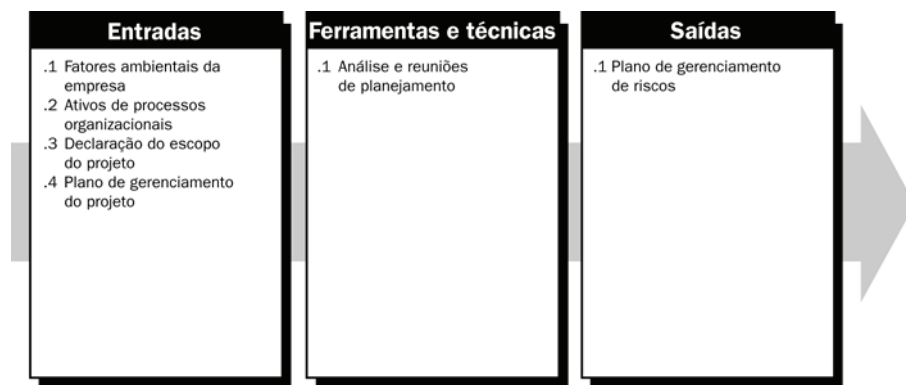 Entradas
.1 Fatores ambientais da
empresa
.2 Ativos de processos
organizacionais
.3 Declaração do escopo
do projeto
.4 Plano de gerenciamento
do projeto
Ferramentas e técnicas
.1 Análise e reuniões
de planejamento
Saídas
.1 Plano de gerenciamento
de riscos